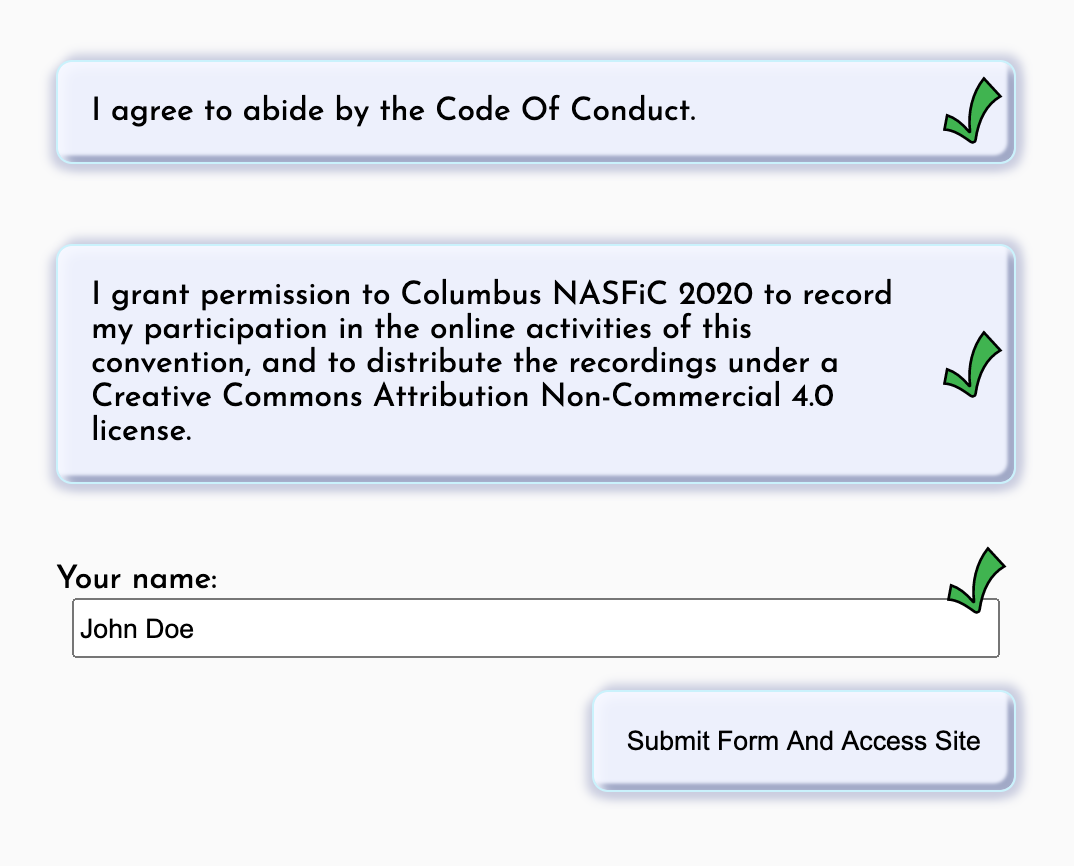 I agree to abide by the Code Of Conduct.
I grant permission to Columbus NASFiC 2020 to record
my participation in the online activities of this
convention, and to distribute the recordings under a
Creative Commons Attribution Non-Commercial 4.0
license.
Your name:
John Doe
Submit Form And Access Site